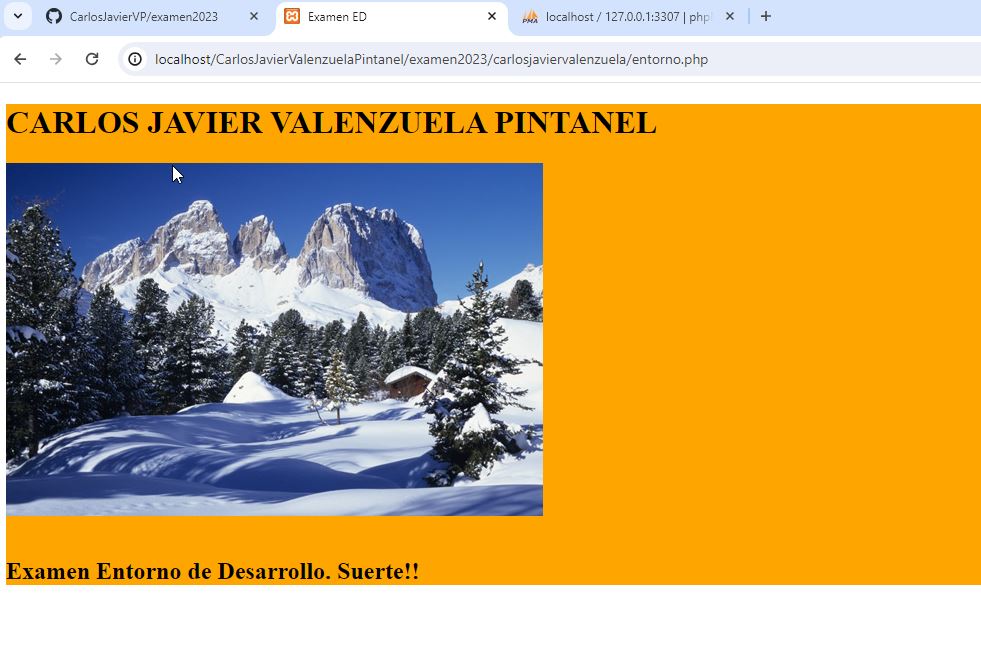 CarlosJavierVP/examen2023
Examen ED
localhost / 127.0.0.1:3307 | php
localhost/CarlosJavierValenzuelaPintanel/examen2023/carlosjaviervalenzuela/entorno.php
CARLOS JAVIER VALENZUELA PINTANEL
Examen Entorno de Desarrollo. Suerte!!